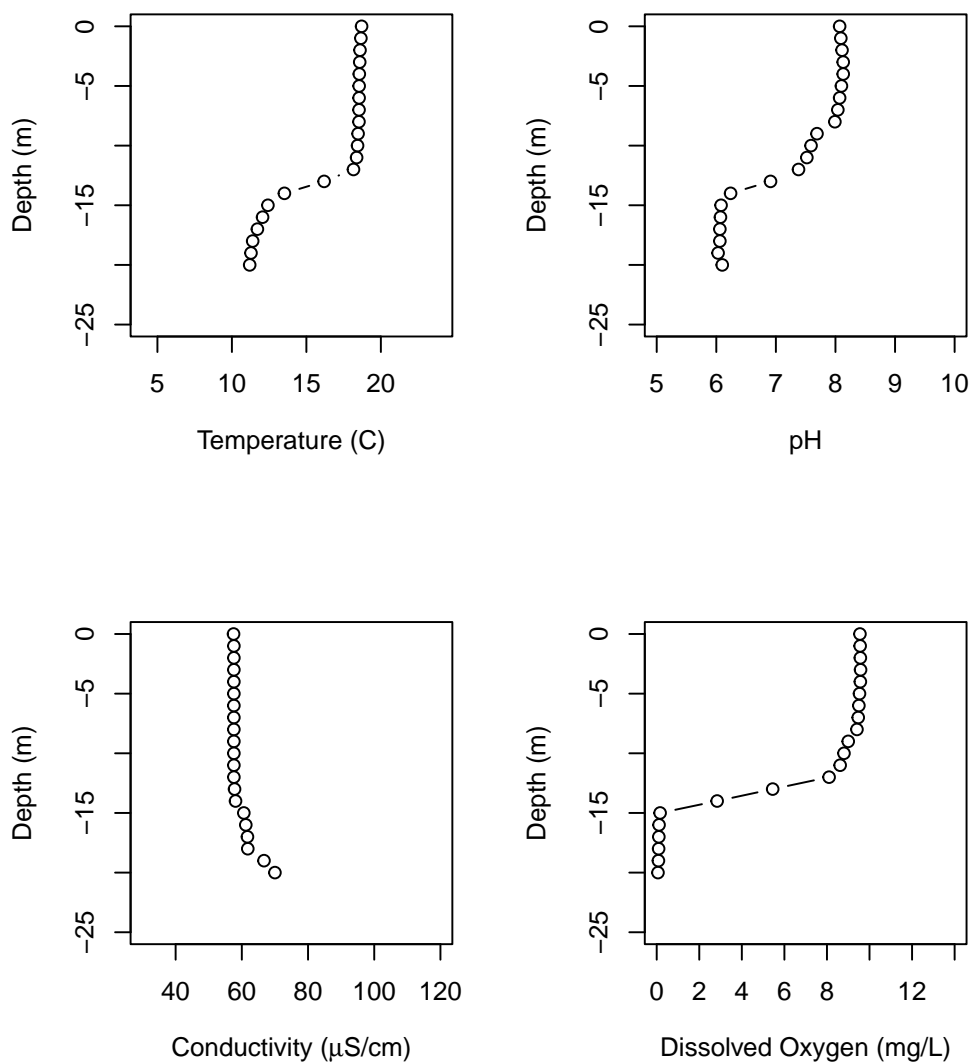 0
−5
−15
−25
Depth (m)
5 10 15 20
Temperature (C)
0
−5
−15
−25
Depth (m)
5 6 7 8 9 10
pH
0
−5
−15
−25
Depth (m)
40 60 80 100 120
Conductivity (μS/cm)
0
−5
−15
−25
Depth (m)
0 2 4 6 8 12
Dissolved Oxygen (mg/L)